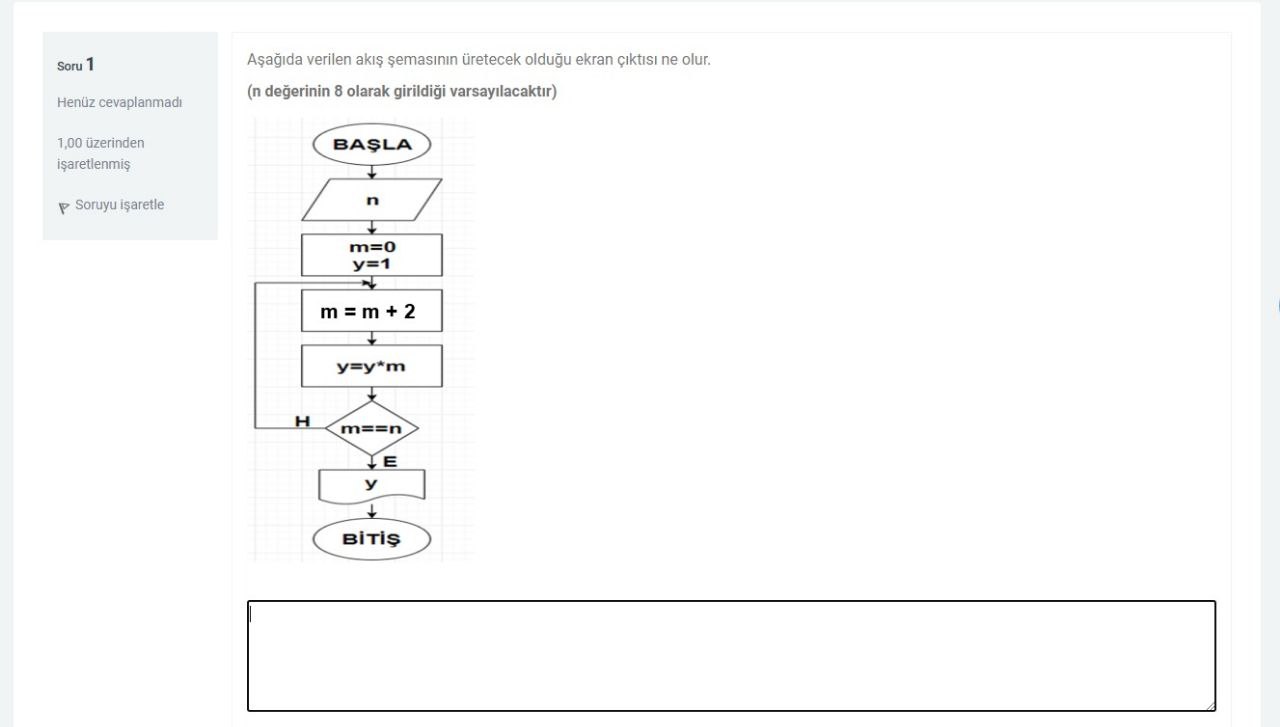 Soru 1
Henüz cevaplanmadı
1,00 üzerinden
işaretlenmiş
Soruyu işaretle
Aşağıda verilen akış şemasının üretecek olduğu ekran çıktısı ne olur.
(n değerinin 8 olarak girildiği varsayılacaktır)
BAŞLA
n
m=0
y=1
m = m + 2
y=y*m
H
m==n
E
y
BİTİŞ